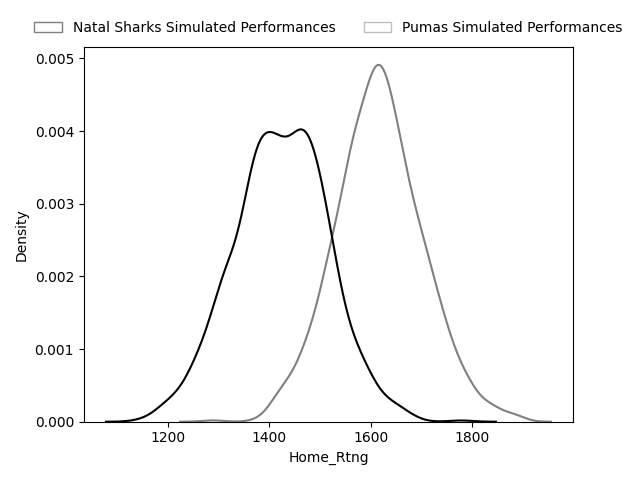 Natal Sharks Simulated Performances Pumas Simulated Performances
0.005
0.004
0.003
0.002
0.001
0.000
Density
1200 1400 1600 1800
Home_Rtng